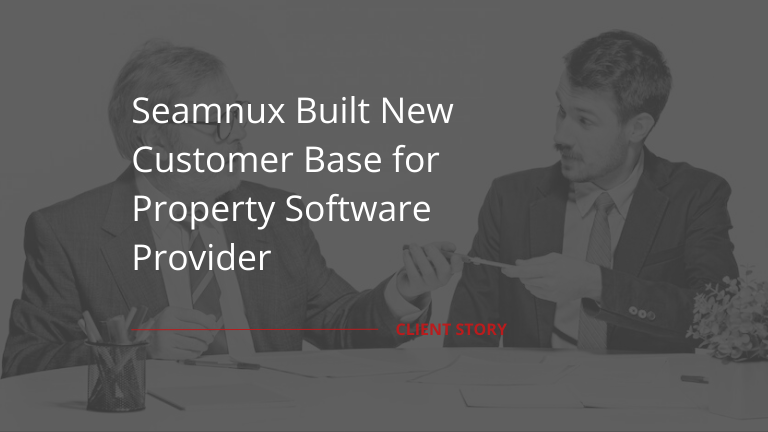 Seamnux Built New
Customer Base for
Property Software
Provider
CLIENT STORY